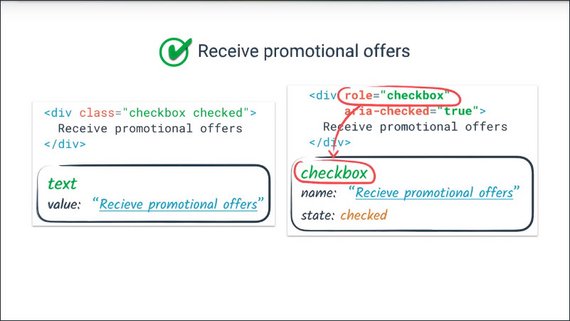 Receive promotional offers
<div class="checkbox checked">
Receive promotional offers
</div>
text
value: “Recieve promotional offers”
<div role="checkbox"
aria-checked="true">
Receive promotional offers
</div>
checkbox
name: “Recieve promotional offers”
state: checked